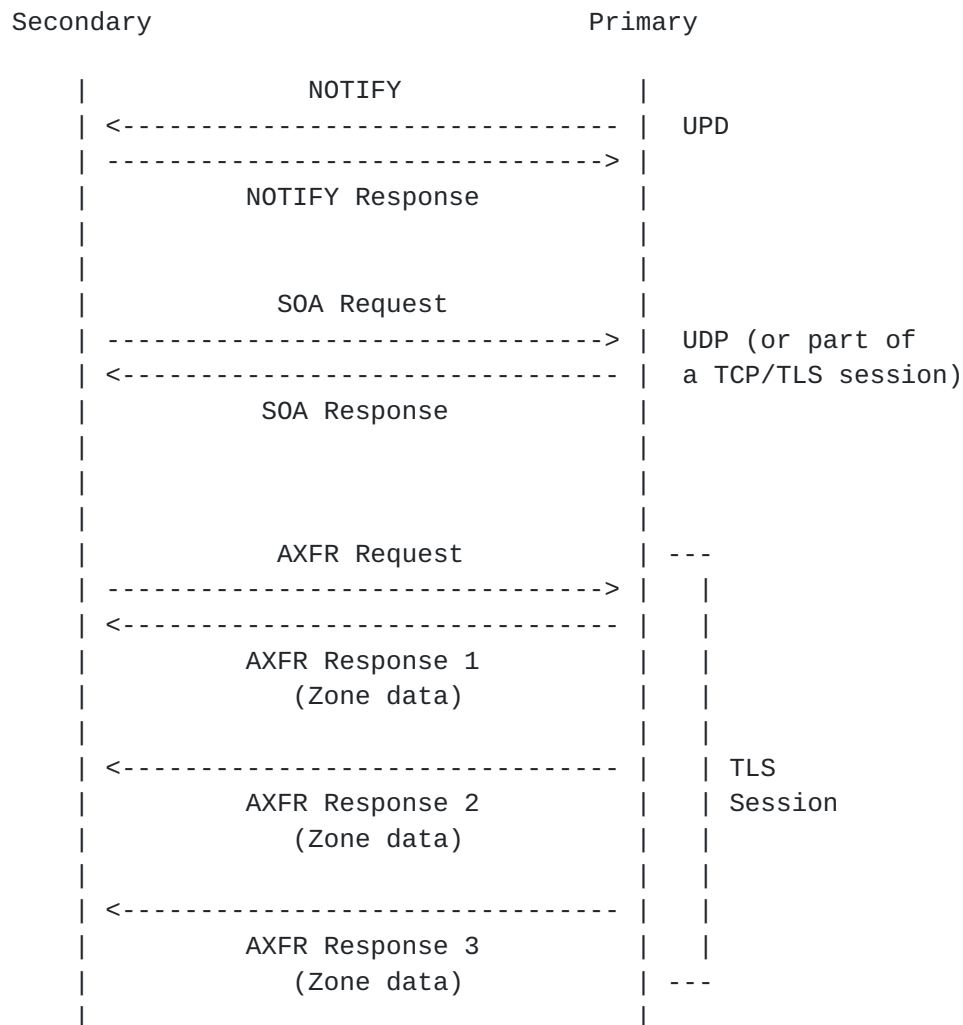 Secondary Primary
NOTIFY
UPD
NOTIFY Response
SOA Request
UDP (or part of
a TCP/TLS session)
SOA Response
AXFR Request
AXFR Response 1
(Zone data)
TLS
AXFR Response 2 Session
(Zone data)
AXFR Response 3
(Zone data)